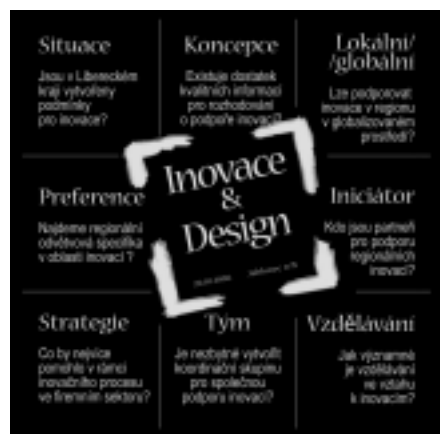 Situace
Jsou v Libereckém
kraji vytvořeny
podmínky
pro inovace?
Koncepce
Existuje dostatek
kvalitních informací
pro rozhodování
o podpoře inovací?
Lokální/
/globální
Lze podporovat
inovace v regionu
v globalizovaném
prostředí?
Preference
Najdeme regionální
odvětvová specifika
v oblasti inovací ?
Inovace
&
Design
Iniciátor
Kdo jsou partneři
pro podporu
regionálních
inovací?
Strategie
Co by nejvíce
pomohlo v rámci
inovačního procesu
ve firemním sektoru?
Tým
Je nezbytné vytvořit
koordinační skupinu
pro společnou
podporu inovací?
Vzdělávání
Jak významné
je vzdělávání
ve vztahu
k inovacím?